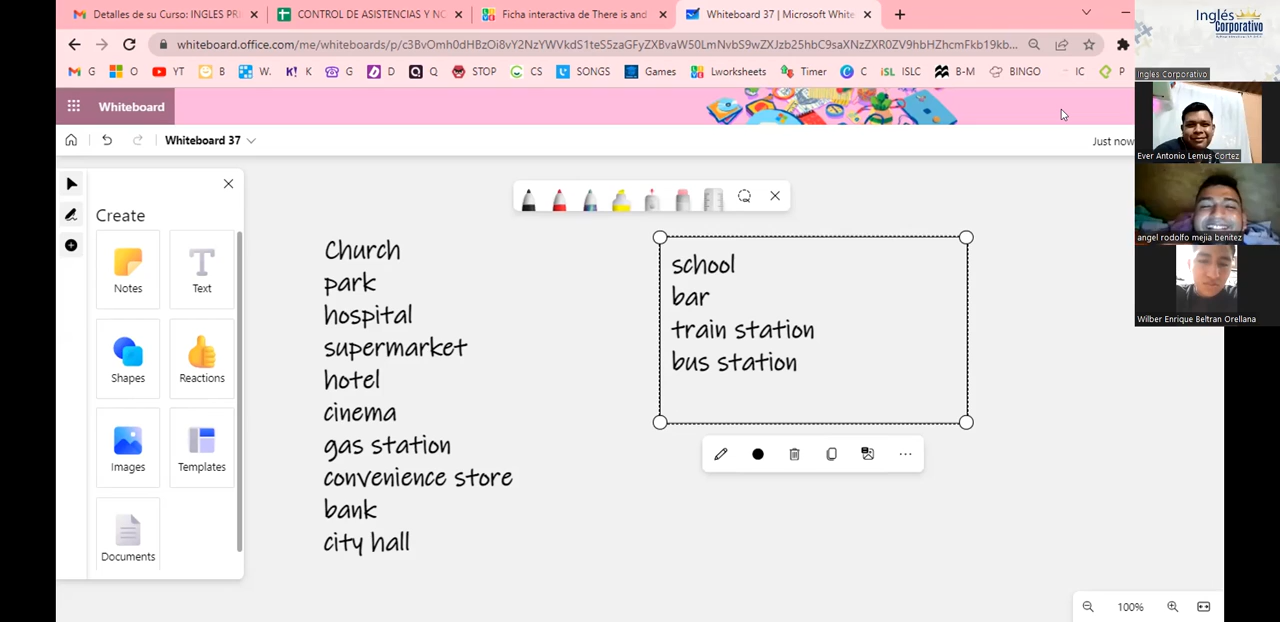 Detalles de su Curso: INGLES PRI
CONTROL DE ASISTENCIAS Y NC
Ficha interactiva de There is and
Whiteboard 37 | Microsoft White
whiteboard.office.com/me/whiteboards/p/
G
O
YT
B
W.
K
G
D
Q
STOP
CS
SONGS
Games
Lworksheets
Timer
C
ISLC
B-M
BINGO
IC
P
Whiteboard
Whiteboard 37
Just now
Create
Notes
Text
Shapes
Reactions
Images
Templates
Documents
Church
park
hospital
supermarket
hotel
cinema
gas station
convenience store
bank
city hall
school
bar
train station
bus station
100%
Inglés
Corporativo
Ingles Corporativo
Ever Antonio Lemus Cortez
angel rodolfo mejia benitez
Wilber Enrique Beltran Orellana